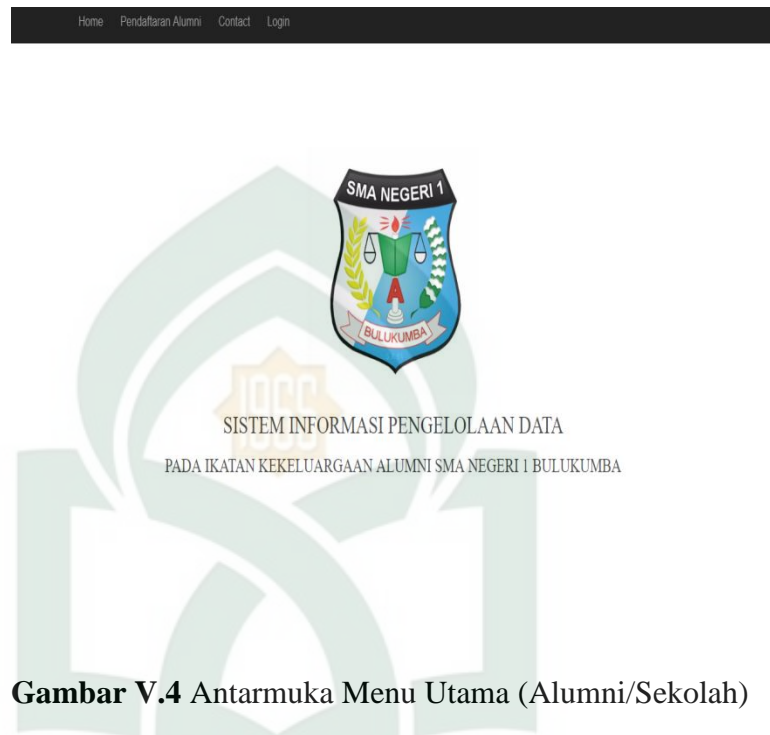 Home Pendaftaran Alumni Contact Login
SMA NEGERI 1
A
BULUKUMBA
1965
SISTEM INFORMASI PENGELOLAAN DATA
PADA IKATAN KEKELUARGAAN ALUMNI SMA NEGERI 1 BULUKUMBA
Gambar V.4 Antarmuka Menu Utama (Alumni/Sekolah)